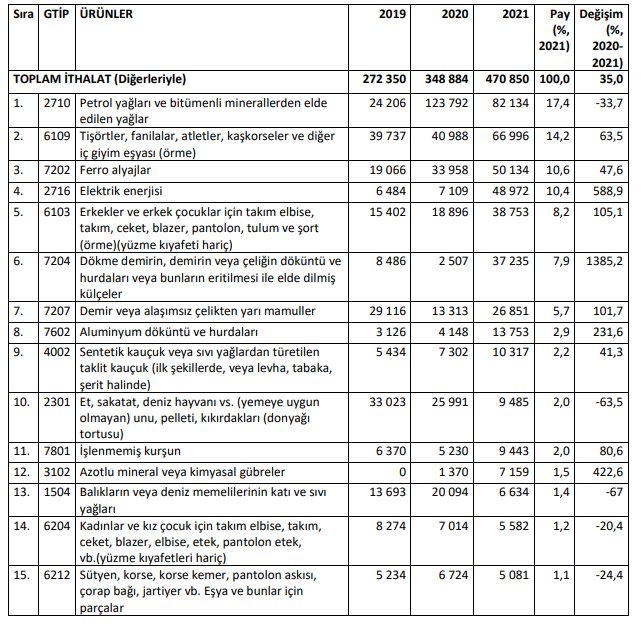 Sıra GTİP ÜRÜNLER 2019 2020 2021 Pay Değişim
(%, (%,
2021) 2020-
2021)
TOPLAM İTHALAT (Diğerleriyle) 272 350 348 884 470 850 100,0 35,0
1. 2710 Petrol yağları ve bitümenli minerallerden elde 24 206 123 792 82 134 17,4 -33,7
edilen yağlar
2. 6109 Tişörtler, fanilalar, atletler, kaşkorseler ve diğer 39 737 40 988 66 996 14,2 63,5
iç giyim eşyası (örme)
3. 7202 Ferro alyajlar 19 066 33 958 50 134 10,6 47,6
4. 2716 Elektrik enerjisi 6 484 7 109 48 972 10,4 588,9
5. 6103 Erkekler ve erkek çocuklar için takım elbise, 15 402 18 896 38 753 8,2 105,1
takım, ceket, blazer, pantolon, tulum ve şort
(örme)(yüzme kıyafeti hariç)
6. 7204 Dökme demirin, demirin veya çeliğin döküntü ve 8 486 2 507 37 235 7,9 1385,2
hurdaları veya bunların eritilmesi ile elde dilmiş
külçeler
7. 7207 Demir veya alaşımsız çelikten yarı mamuller 29 116 13 313 26 851 5,7 101,7
8. 7602 Aluminyum döküntü ve hurdaları 3 126 4 148 13 753 2,9 231,6
9. 4002 Sentetik kauçuk veya sıvı yağlardan türetilen 5 434 7 302 10 317 2,2 41,3
taklit kauçuk (ilk şekillerde, veya levha, tabaka,
şerit halinde)
10. 2301 Et, sakatat, deniz hayvanı vs. (yemeye uygun 33 023 25 991 9 485 2,0 -63,5
olmayan) unu, pelleti, kıkırdakları (donyağı
tortusu)
11. 7801 İşlenmemiş kurşun 6 370 5 230 9 443 2,0 80,6
12. 3102 Azotlu mineral veya kimyasal gübreler 0 1 370 7 159 1,5 422,6
13. 1504 Balıkların veya deniz memelilerinin katı ve sıvı 13 693 20 094 6 634 1,4 -67
yağları
14. 6204 Kadınlar ve kız çocuk için takım elbise, takım, 8 274 7 014 5 582 1,2 -20,4
ceket, blazer, elbise, etek, pantolon etek,
vb.(yüzme kıyafetleri hariç)
15. 6212 Sütyen, korse, korse kemer, pantolon askısı, 5 234 6 724 5 081 1,1 -24,4
çorap bağı, jartiyer vb. Eşya ve bunlar için
parçalar